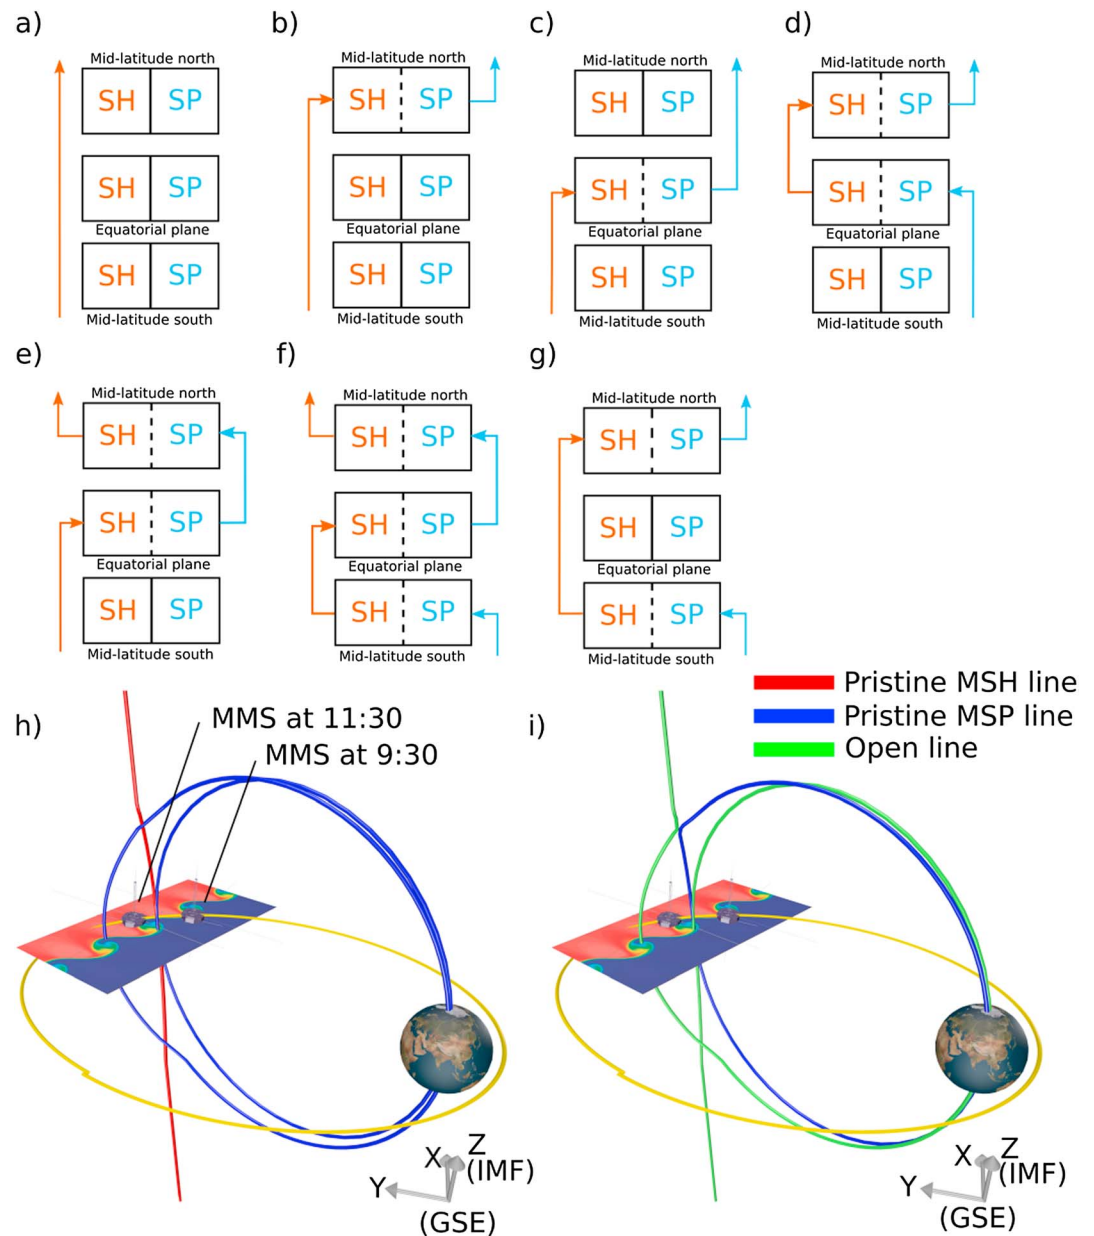 a)
b)
c)
d)
Mid-latitude north
Mid-latitude north
Mid-latitude north
Mid-latitude north
SH SP
SH SP
SH SP
SH SP
SH SP
SH SP
SH SP
SH SP
Equatorial plane
Equatorial plane
Equatorial plane
Equatorial plane
SH SP
SH SP
SH SP
SH SP
Mid-latitude south
Mid-latitude south
Mid-latitude south
Mid-latitude south
e)
f)
g)
Mid-latitude north
Mid-latitude north
Mid-latitude north
SH SP
SH SP
SH SP
SH SP
SH SP
SH SP
Equatorial plane
Equatorial plane
Equatorial plane
SH SP
SH SP
SH SP
Mid-latitude south
Mid-latitude south
Mid-latitude south
Pristine MSH line
Pristine MSP line
Open line
h)
MMS at 11:30
MMS at 9:30
i)
X
Z
(IMF)
Y
(GSE)
X
Z
(IMF)
Y
(GSE)